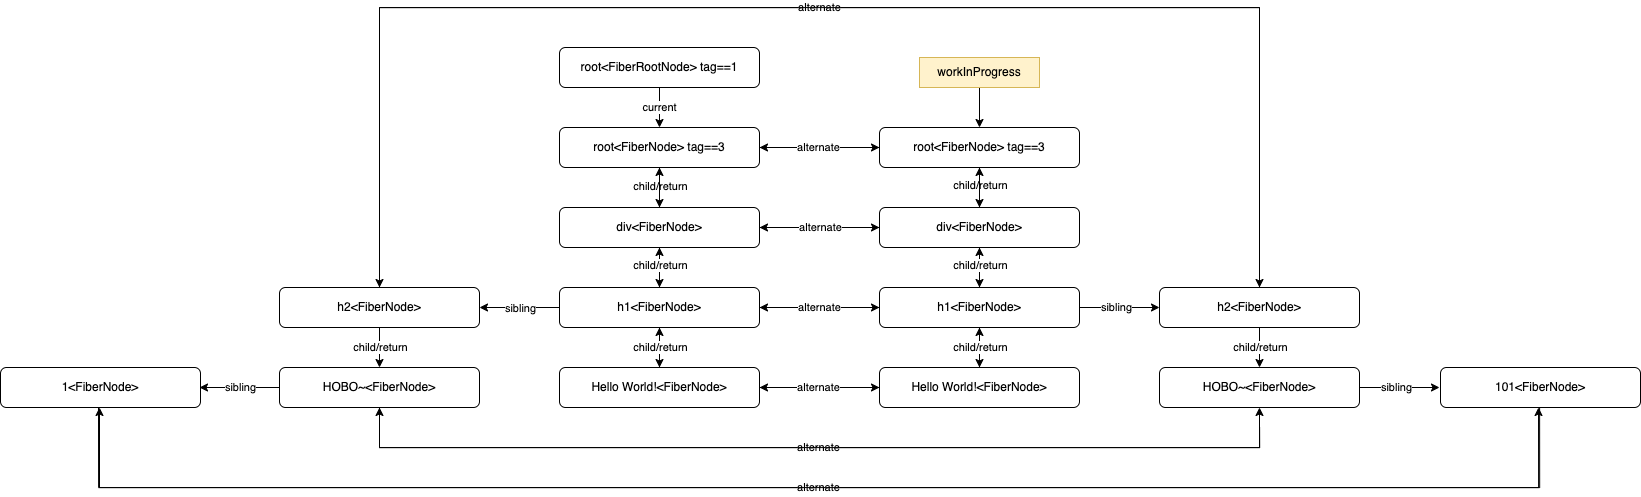 alternate
root<FiberRootNode> tag==1
workInProgress
current
root<FiberNode> tag==3
alternate
root<FiberNode> tag==3
child/return
child/return
div<FiberNode>
alternate
div<FiberNode>
child/return
child/return
h2<FiberNode>
sibling
h1<FiberNode>
alternate
h1<FiberNode>
sibling
h2<FiberNode>
child/return
child/return
child/return
child/return
1<FiberNode>
sibling
HOBO~<FiberNode>
Hello World!<FiberNode>
alternate
Hello World!<FiberNode>
HOBO~<FiberNode>
sibling
101<FiberNode>
alternate
alternate